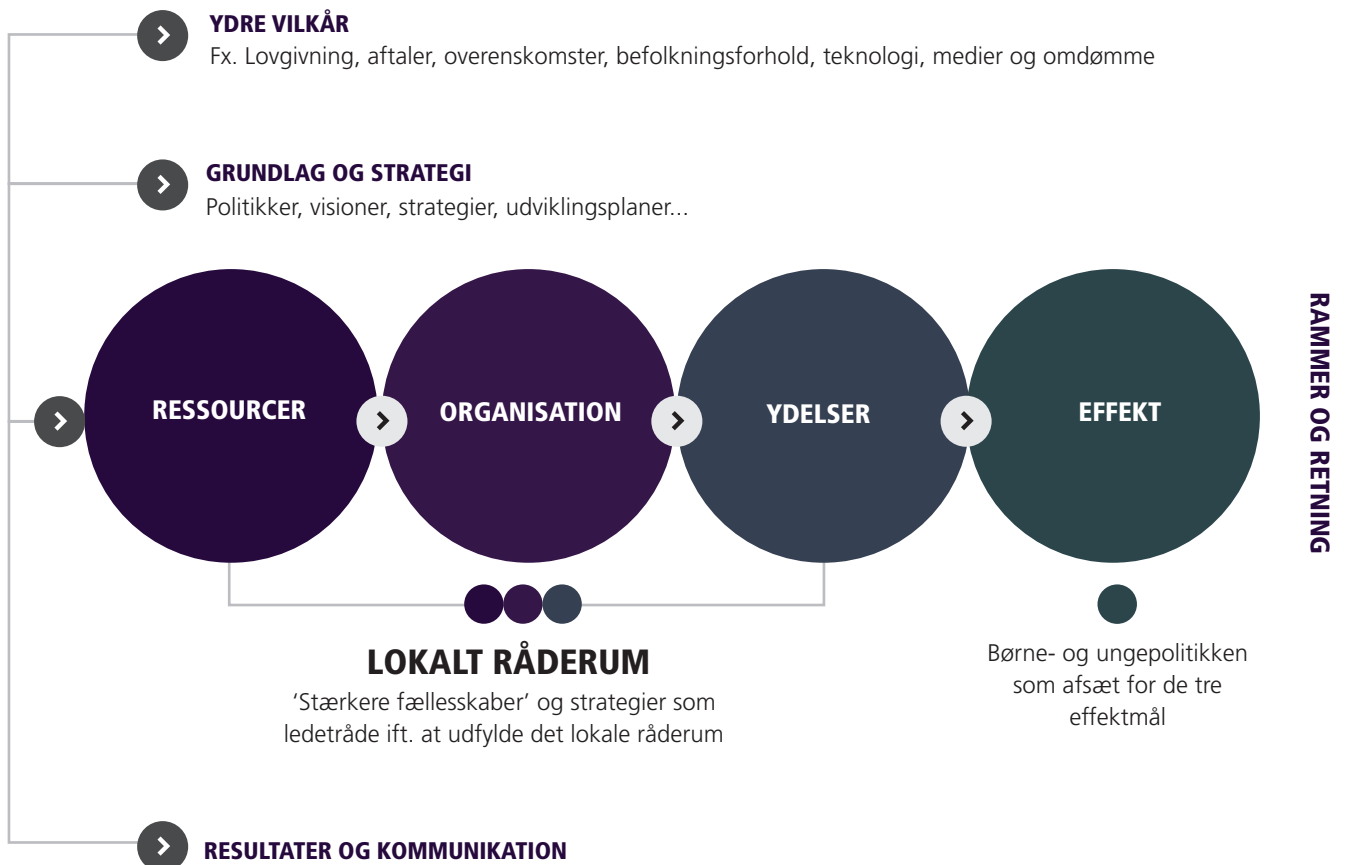 YDRE VILKÅR
Fx. Lovgivning, aftaler, overenskomster, befolkningsforhold, teknologi, medier og omdømme
GRUNDLAG OG STRATEGI
Politikker, visioner, strategier, udviklingsplaner...
RESSOURCER
ORGANISATION
YDELSER
EFFEKT
RAMMER OG RETNING
LOKALT RÅDERUM
‘Stærkere fællesskaber’ og strategier som
ledetråde ift. at udfylde det lokale råderum
Børne- og ungepolitikken
som afsæt for de tre
effektmål
RESULTATER OG KOMMUNIKATION